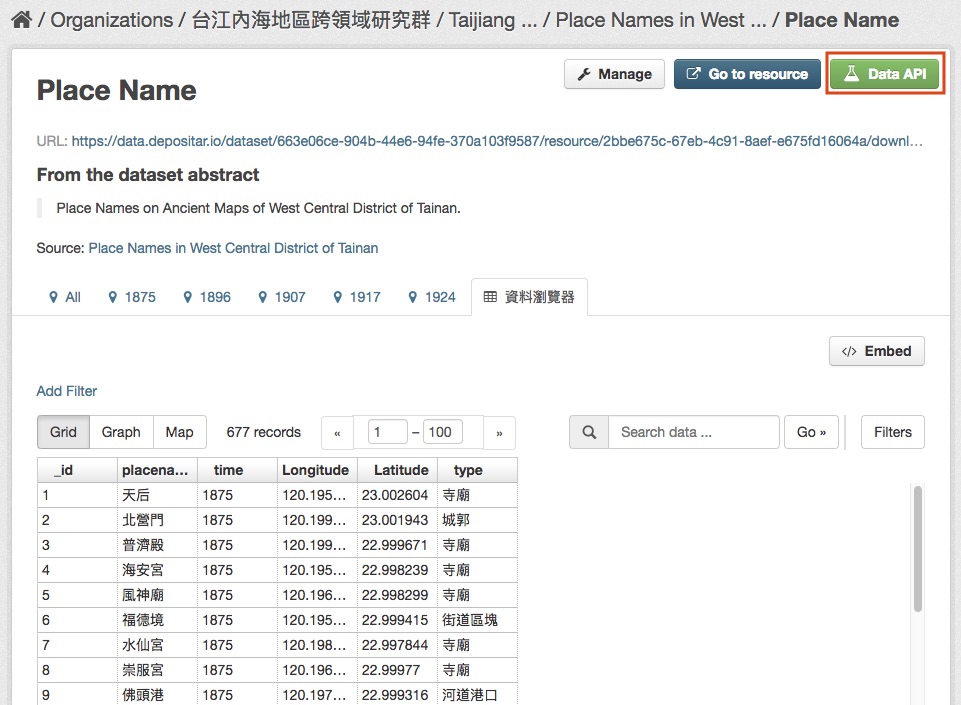 / Organizations / 台江內海地區跨領域研究群 / Taijiang ... / Place Names in West ... / Place Name
Place Name
Manage
Go to resource
Data API
URL: https://data.depositar.io/dataset/663e06ce-904b-44e6-94fe-370a103f9587/resource/2bbe675c-67eb-4c91-8aef-e675fd16064a/downl...
From the dataset abstract
Place Names on Ancient Maps of West Central District of Tainan.
Source: Place Names in West Central District of Tainan
All 1875 1896 1907 1917 1924 資料瀏覽器
</> Embed
Add Filter
Grid Graph Map 677 records « 1 – 100 » Search data ... Go » Filters
_id placena... time Longitude Latitude type
1 天后 1875 120.195... 23.002604 寺廟
2 北營門 1875 120.199... 23.001943 城郭
3 普濟殿 1875 120.199... 22.999671 寺廟
4 海安宮 1875 120.195... 22.998239 寺廟
5 風神廟 1875 120.196... 22.998299 寺廟
6 福德境 1875 120.195... 22.999415 街道區塊
7 水仙宮 1875 120.198... 22.997844 寺廟
8 崇服宮 1875 120.196... 22.99977 寺廟
9 佛頭港 1875 120.197... 22.999316 河道港口